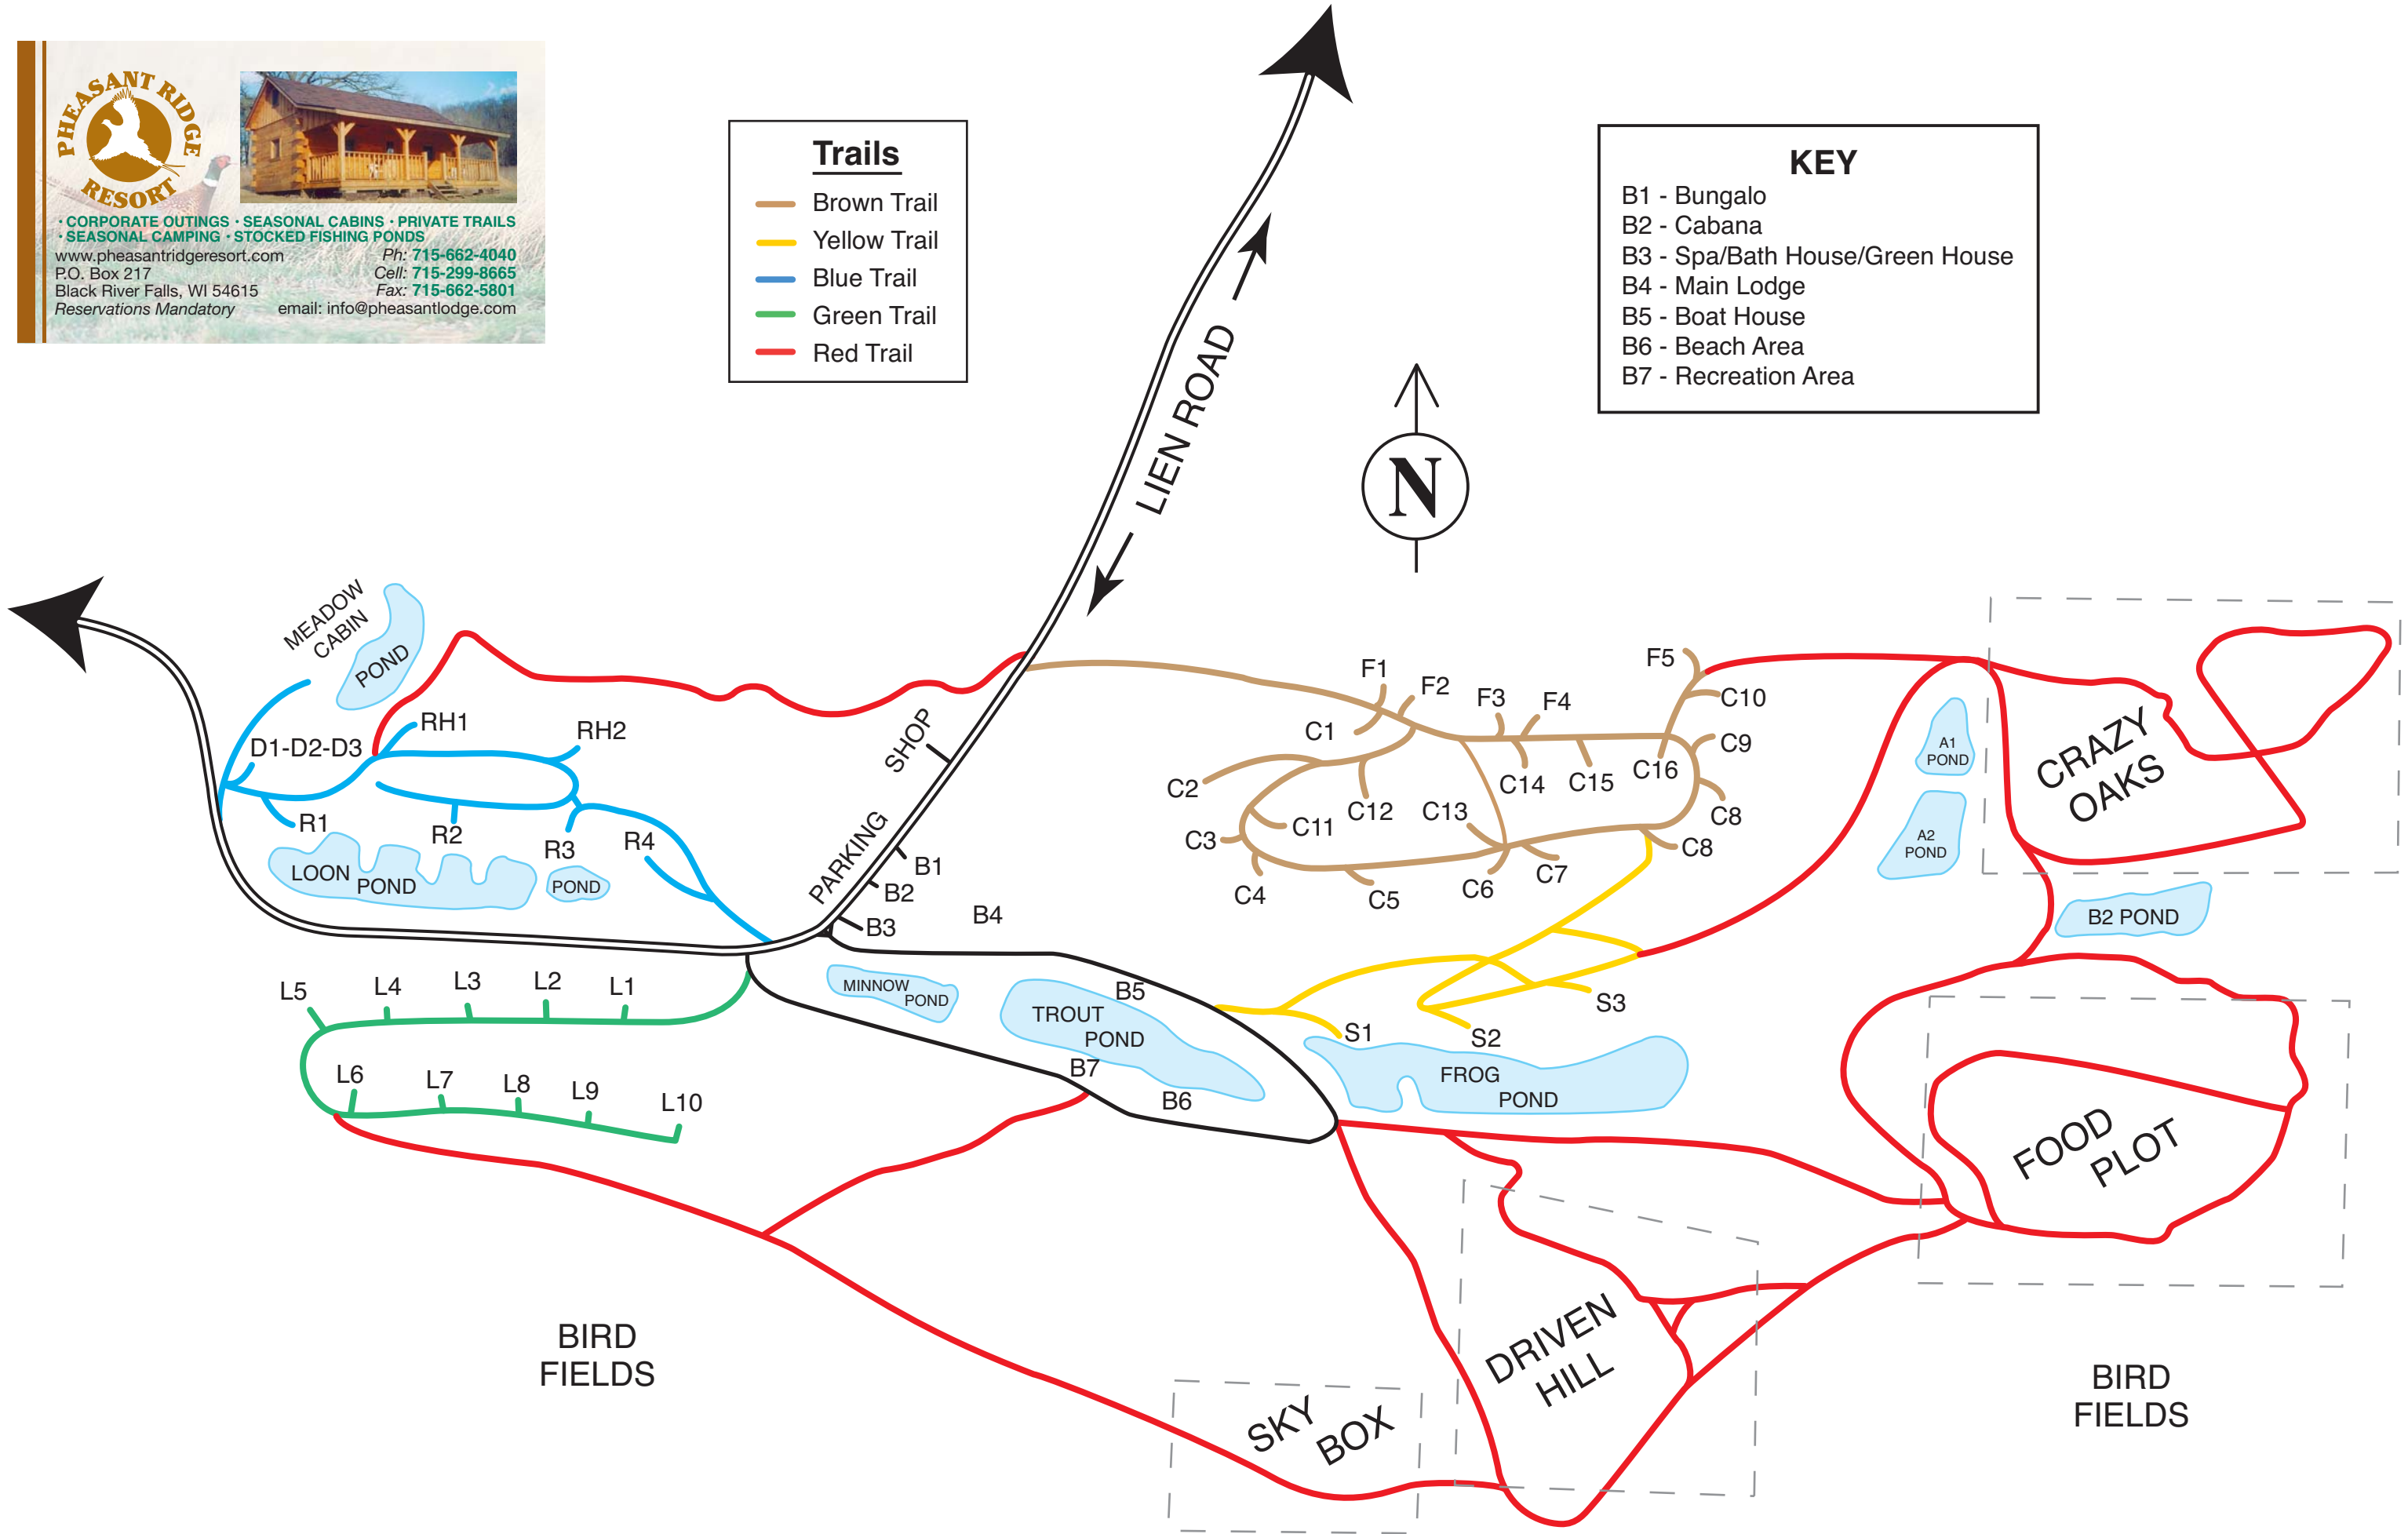 PHEASANT RIDGE
RESORT
• CORPORATE OUTINGS • SEASONAL CABINS • PRIVATE TRAILS
• SEASONAL CAMPING • STOCKED FISHING PONDS
www.pheasantridgeresort.com
Ph: 715-662-4040
P.O. Box 217
Cell: 715-299-8665
Black River Falls, WI 54615
Fax: 715-662-5801
Reservations Mandatory
email: info@pheasantlodge.com
Trails
Brown Trail
Yellow Trail
Blue Trail
Green Trail
Red Trail
KEY
B1 - Bungalo
B2 - Cabana
B3 - Spa/Bath House/Green House
B4 - Main Lodge
B5 - Boat House
B6 - Beach Area
B7 - Recreation Area
LIEN ROAD
N
MEADOW
CABIN
POND
D1-D2-D3
RH1
RH2
R1
R2
R3
R4
LOON
POND
POND
SHOP
PARKING
B1
B2
B3
B4
F1
F2
F3
F4
F5
C1
C2
C3
C4
C5
C6
C7
C8
C8
C9
C10
C11
C12
C13
C14
C15
C16
A1
POND
A2
POND
CRAZY
OAKS
B2 POND
L5
L4
L3
L2
L1
L6
L7
L8
L9
L10
MINNOW
POND
B5
TROUT
POND
B7
B6
S1
S2
S3
FROG
POND
FOOD
PLOT
DRIVEN
HILL
SKY
BOX
BIRD
FIELDS
BIRD
FIELDS